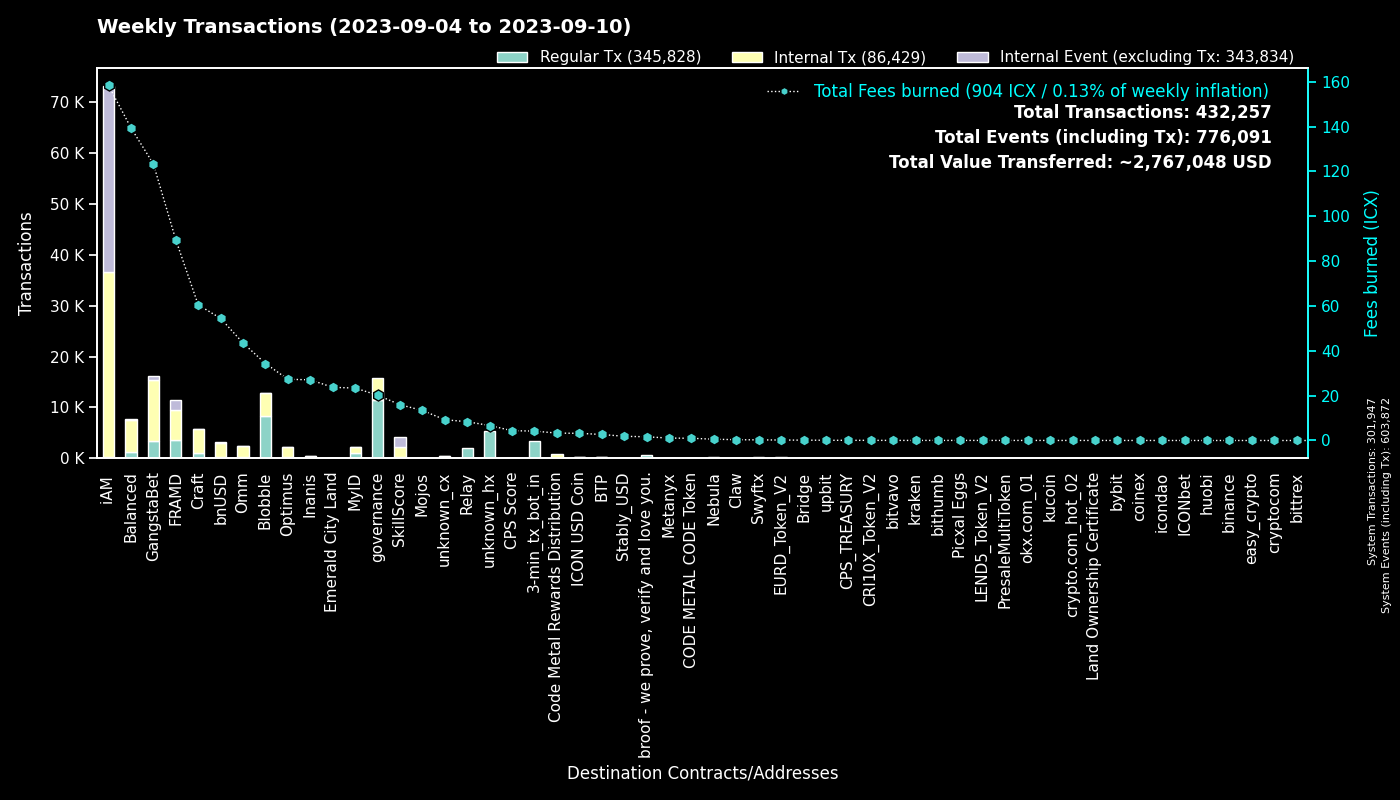 Weekly Transactions (2023-09-04 to 2023-09-10)
Regular Tx (345,828)
Internal Tx (86,429)
Internal Event (excluding Tx: 343,834)
Total Fees burned (904 ICX / 0.13% of weekly inflation)
Total Transactions: 432,257
Total Events (including Tx): 776,091
Total Value Transferred: ~2,767,048 USD
Transactions
70 K
60 K
50 K
40 K
30 K
20 K
10 K
0 K
160
140
120
100
80
60
40
20
0
Fees burned (ICX)
System Transactions: 301,947
System Events (including Tx): 603,872
iAM
Balanced
GangstaBet
FRAMD
Craft
bnUSD
Omm
Blobble
Optimus
Inanis
Emerald City Land
MyID
governance
SkillScore
Mojos
unknown_cx
Relay
unknown_hx
CPS Score
3-min_tx_bot_in
Code Metal Rewards Distribution
ICON USD Coin
BTP
Stably_USD
broof - we prove, verify and love you.
Metanyx
CODE METAL CODE Token
Nebula
Claw
Swyftx
EURD_Token_V2
Bridge
upbit
CPS_TREASURY
CRI10X_Token_V2
bitvavo
kraken
bithumb
Picxal Eggs
LEND5_Token_V2
PresaleMultiToken
okx.com_01
kucoin
crypto.com_hot_02
Land Ownership Certificate
bybit
coinex
icondao
ICONbet
huobi
binance
easy_crypto
cryptocom
bittrex
Destination Contracts/Addresses